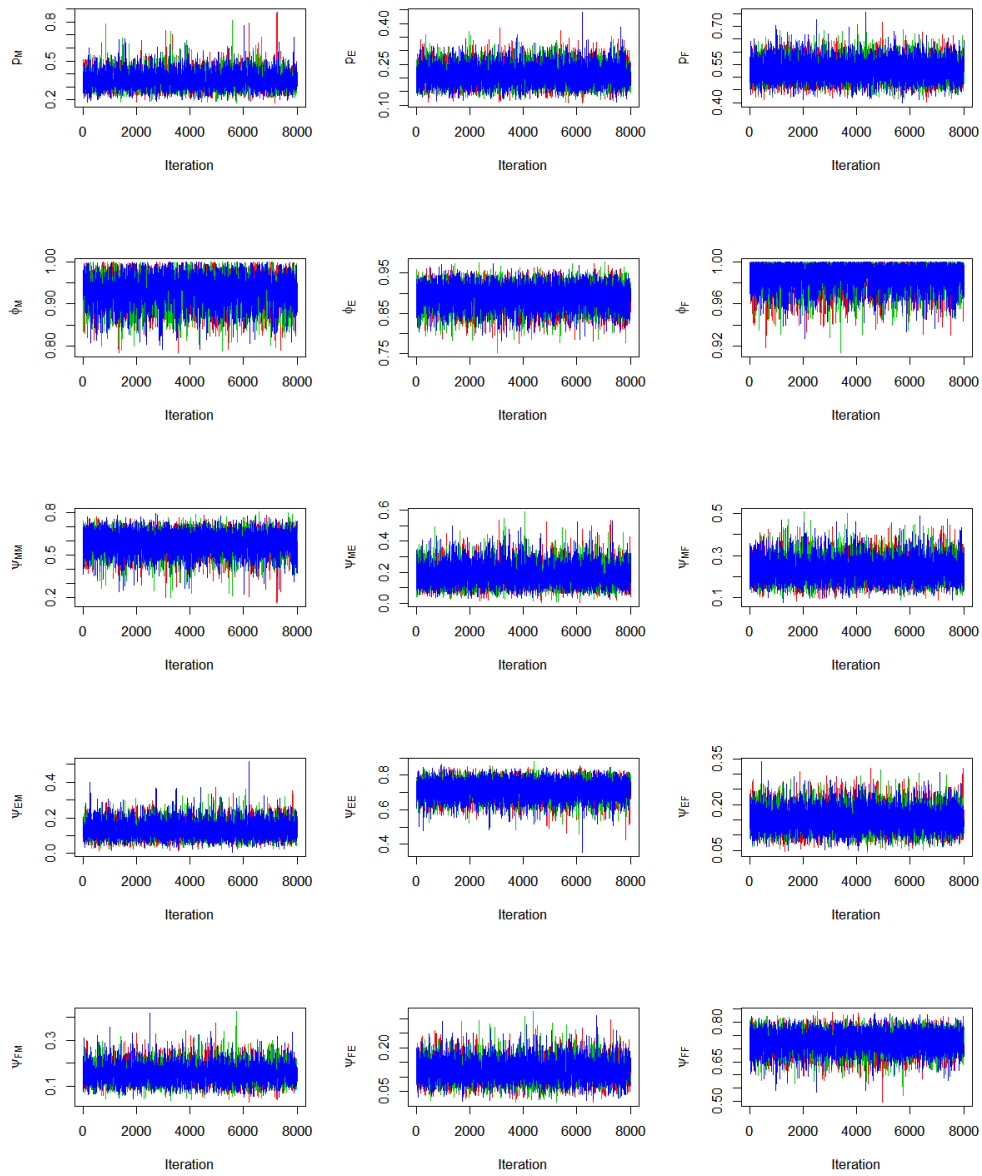 pM pE pF
0.8 0.5 0.2 0.40 0.25 0.10 0.70 0.55 0.40
0 2000 4000 6000 8000 0 2000 4000 6000 8000 0 2000 4000 6000 8000
Iteration Iteration Iteration
ϕM ϕE ϕF
1.00 0.90 0.80 0.95 0.85 0.75 1.00 0.96 0.92
0 2000 4000 6000 8000 0 2000 4000 6000 8000 0 2000 4000 6000 8000
Iteration Iteration Iteration
ΨMM ΨME ΨMF
0.8 0.5 0.2 0.6 0.4 0.2 0.0 0.5 0.3 0.1
0 2000 4000 6000 8000 0 2000 4000 6000 8000 0 2000 4000 6000 8000
Iteration Iteration Iteration
ΨEM ΨEE ΨEF
0.4 0.2 0.0 0.8 0.6 0.4 0.35 0.20 0.05
0 2000 4000 6000 8000 0 2000 4000 6000 8000 0 2000 4000 6000 8000
Iteration Iteration Iteration
ΨFM ΨFE ΨFF
0.3 0.1 0.20 0.05 0.80 0.65 0.50
0 2000 4000 6000 8000 0 2000 4000 6000 8000 0 2000 4000 6000 8000
Iteration Iteration Iteration